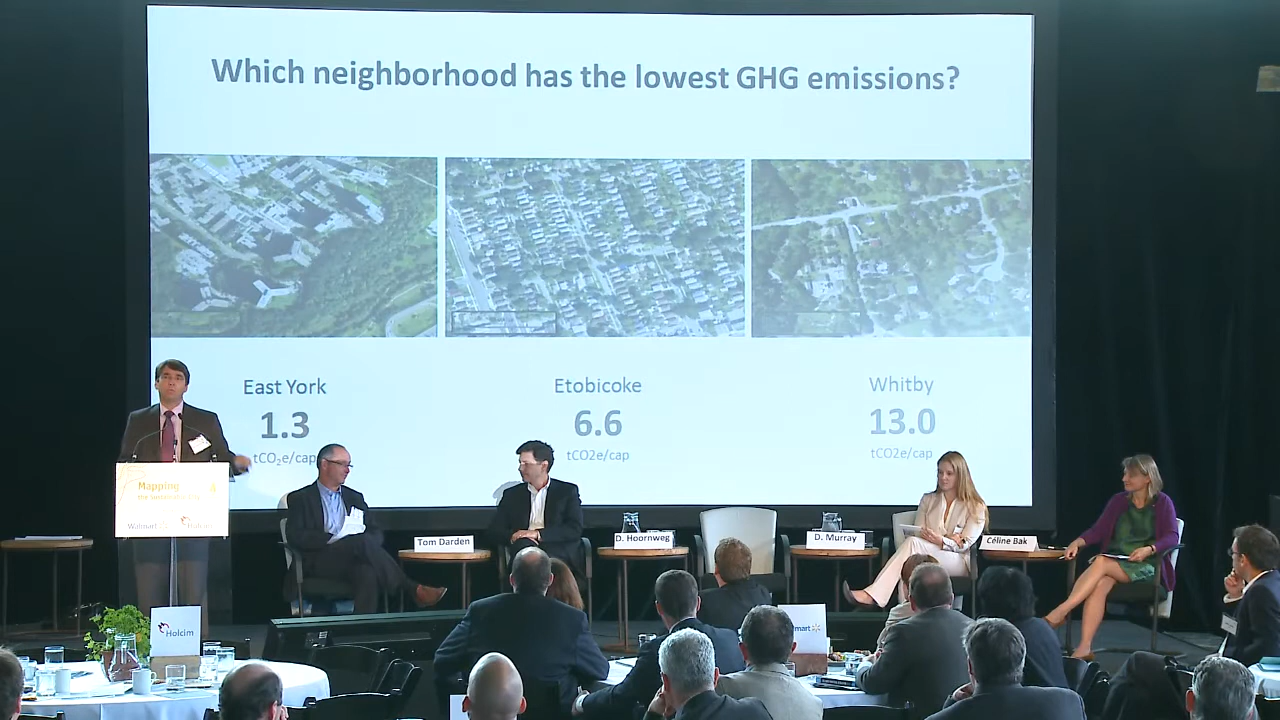 Which neighborhood has the lowest GHG emissions?
East York
1.3
tCO₂e/cap
Etobicoke
6.6
tCO2e/cap
Whitby
13.0
tCO2e/cap
Mapping
Walmart
Holcim
Tom Darden
D. Hoornweg
D. Murray
Céline Bak
Holcim
mart